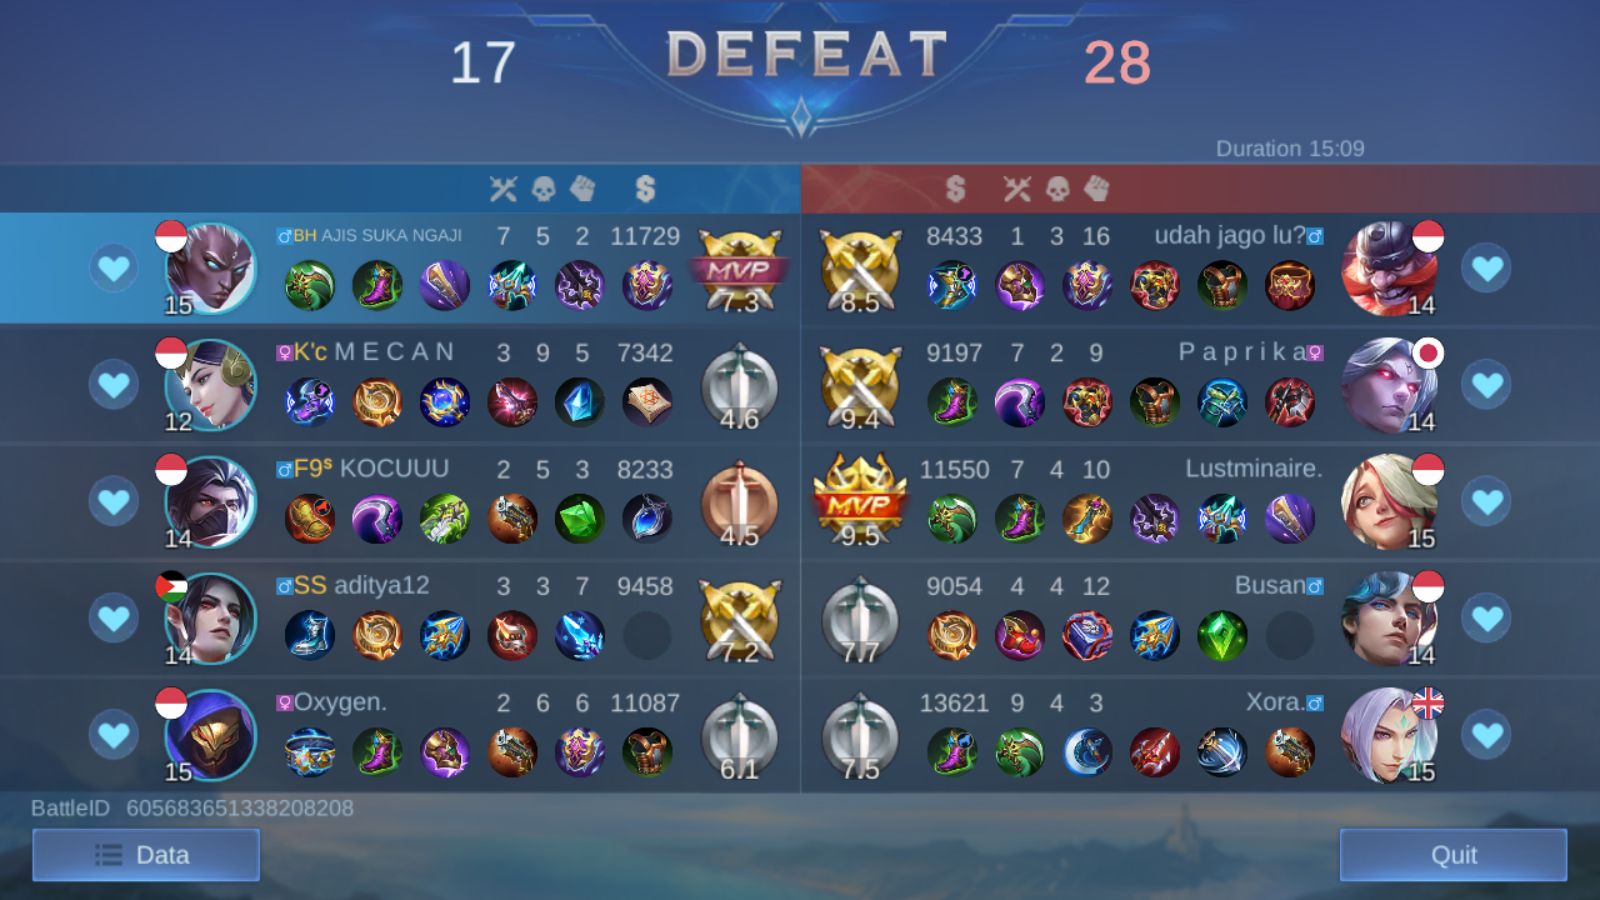 17 DEFEAT 28
Duration 15:09
BH AJIS SUKA NGAJI 7 5 2 11729
15 MVP 7.3
8433 1 3 16 udah jago lu?
8.5 14
K'c M E C A N 3 9 5 7342
12 4.6
9197 7 2 9 P a p r i k a
9.4 14
F9ˢ KOCUUU 2 5 3 8233
14 4.5
11550 7 4 10 Lustminaire.
MVP 9.5 15
SS aditya12 3 3 7 9458
14 7.2
9054 4 4 12 Busan
7.7 14
Oxygen. 2 6 6 11087
15 6.1
13621 9 4 3 Xora.
7.5 15
BattleID 605683651338208208
Data
Quit